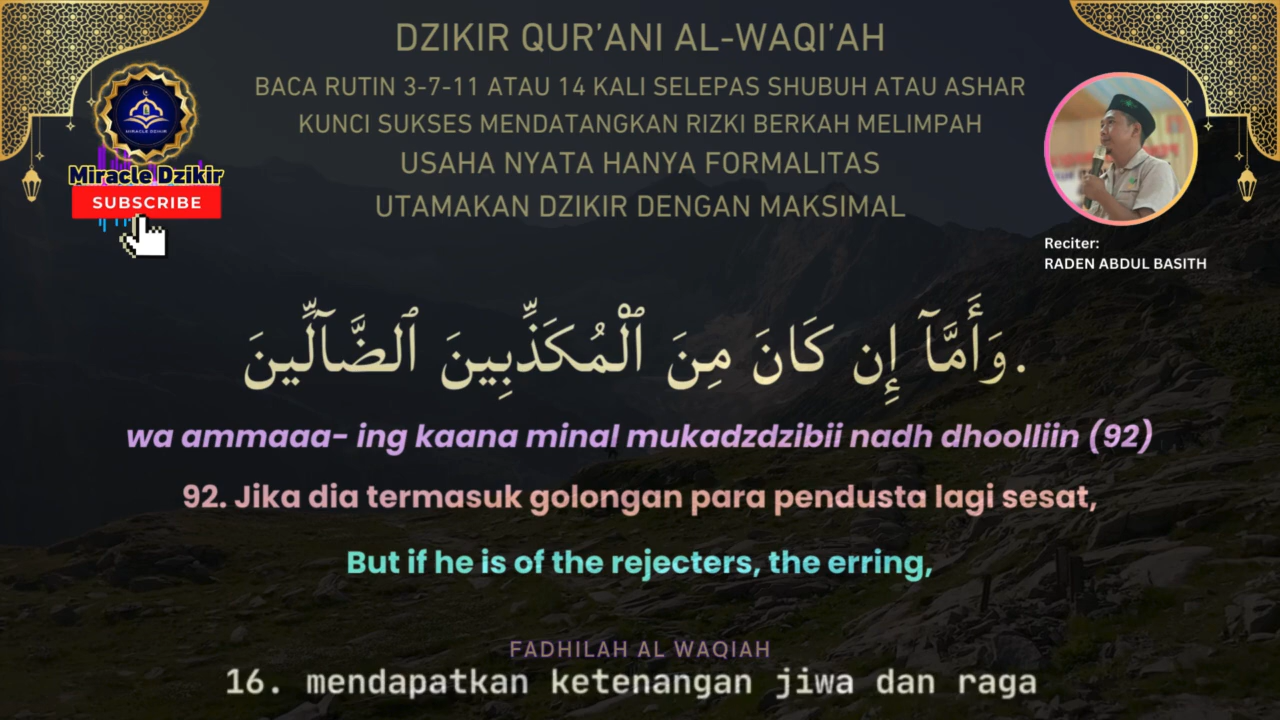 DZIKIR QUR'ANI AL-WAQI'AH
BACA RUTIN 3-7-11 ATAU 14 KALI SELEPAS SHUBUH ATAU ASHAR
KUNCI SUKSES MENDATANGKAN RIZKI BERKAH MELIMPAH
USAHA NYATA HANYA FORMALITAS
UTAMAKAN DZIKIR DENGAN MAKSIMAL
MIRACLE DZIKIR
Miracle Dzikir
SUBSCRIBE
Reciter:
RADEN ABDUL BASITH
.وَأَمَّآ إِن كَانَ مِنَ ٱلْمُكَذِّبِينَ ٱلضَّآلِّينَ
wa ammaaa- ing kaana minal mukadzdzibii nadh dhoolliin (92)
92. Jika dia termasuk golongan para pendusta lagi sesat,
But if he is of the rejecters, the erring,
FADHILAH AL WAQIAH
16. mendapatkan ketenangan jiwa dan raga